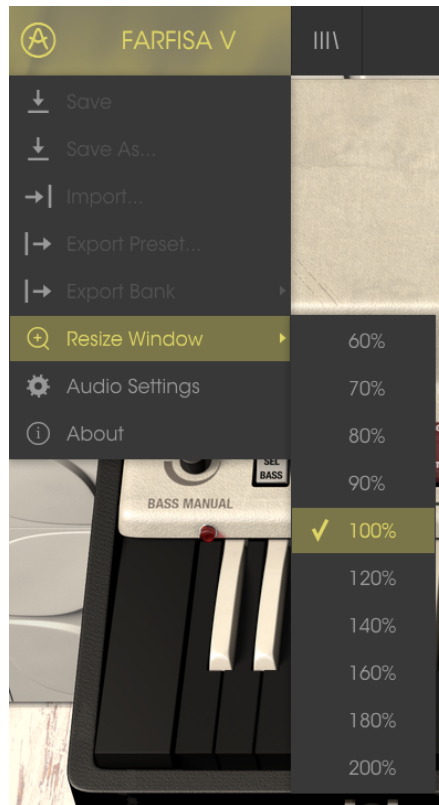 FARFISA V
Save
Save As...
Import...
Export Preset...
Export Bank
Resize Window
Audio Settings
About
60%
70%
80%
90%
100%
120%
140%
160%
180%
200%
SEL
BASS
BASS MANUAL